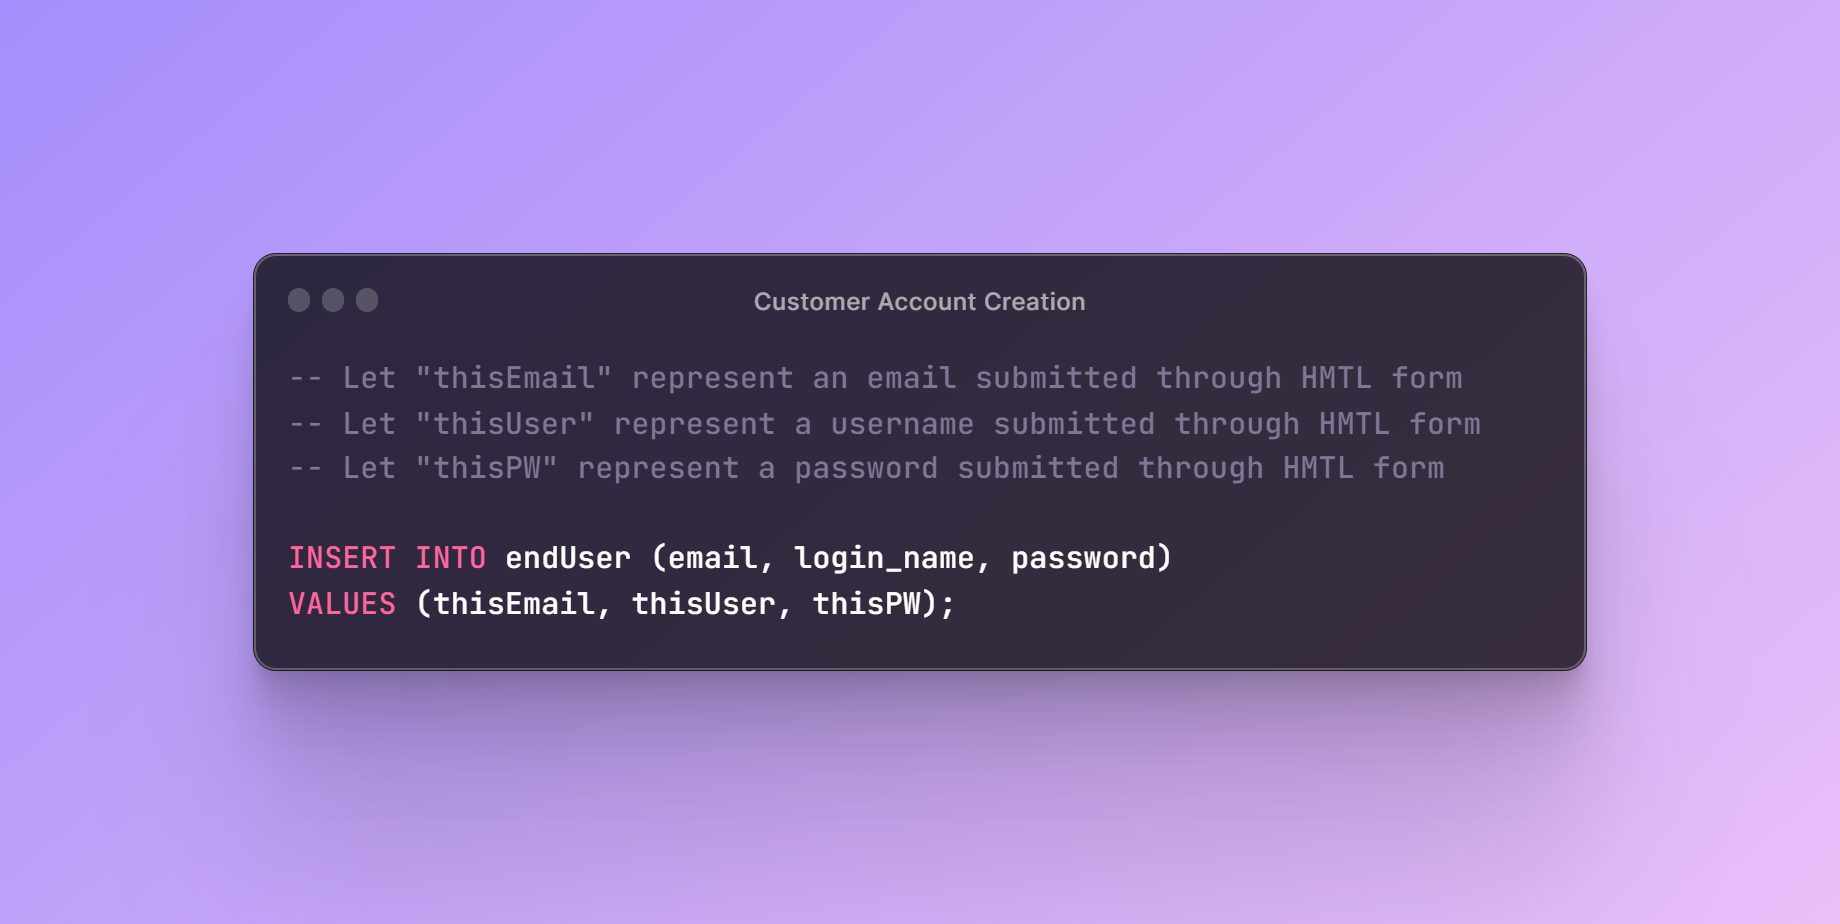 Customer Account Creation
-- Let "thisEmail" represent an email submitted through HMTL form
-- Let "thisUser" represent a username submitted through HMTL form
-- Let "thisPW" represent a password submitted through HMTL form
INSERT INTO endUser (email, login_name, password)
VALUES (thisEmail, thisUser, thisPW);